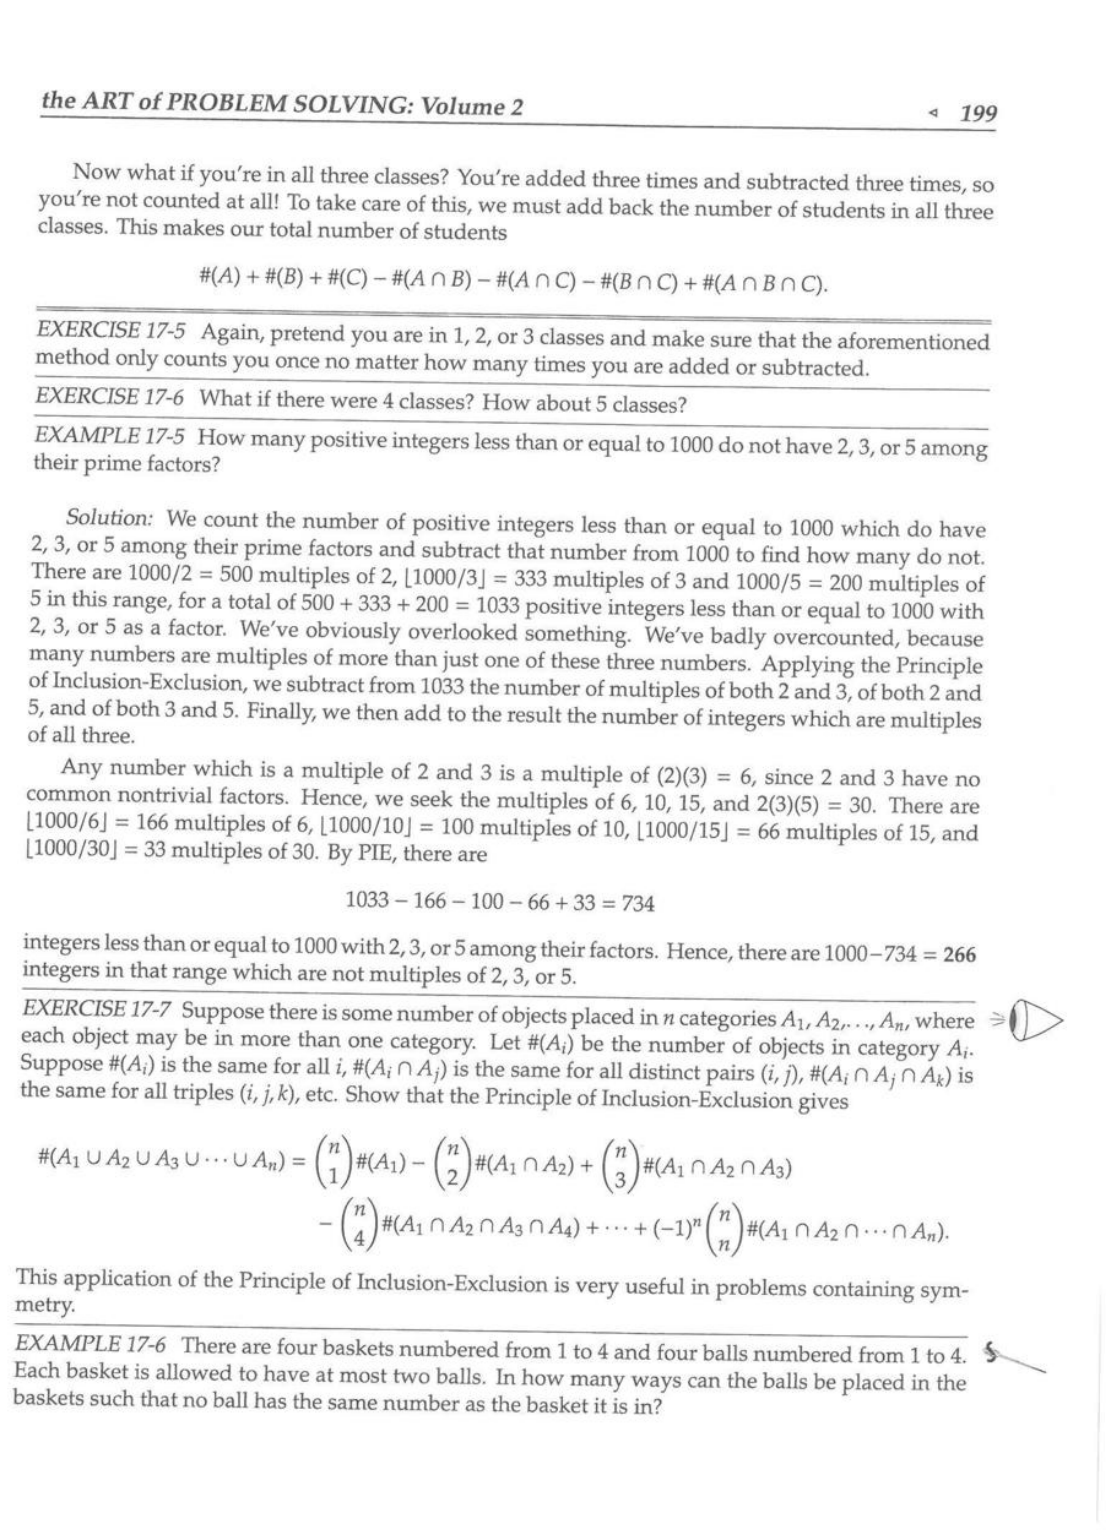 the ART of PROBLEM SOLVING: Volume 2 ◃ 199
Now what if you're in all three classes? You're added three times and subtracted three times, so
you're not counted at all! To take care of this, we must add back the number of students in all three
classes. This makes our total number of students
#(A) + #(B) + #(C) − #(A ∩ B) − #(A ∩ C) − #(B ∩ C) + #(A ∩ B ∩ C).
EXERCISE 17-5 Again, pretend you are in 1, 2, or 3 classes and make sure that the aforementioned
method only counts you once no matter how many times you are added or subtracted.
EXERCISE 17-6 What if there were 4 classes? How about 5 classes?
EXAMPLE 17-5 How many positive integers less than or equal to 1000 do not have 2, 3, or 5 among
their prime factors?
Solution: We count the number of positive integers less than or equal to 1000 which do have
2, 3, or 5 among their prime factors and subtract that number from 1000 to find how many do not.
There are 1000/2 = 500 multiples of 2, ⌊1000/3⌋ = 333 multiples of 3 and 1000/5 = 200 multiples of
5 in this range, for a total of 500 + 333 + 200 = 1033 positive integers less than or equal to 1000 with
2, 3, or 5 as a factor. We've obviously overlooked something. We've badly overcounted, because
many numbers are multiples of more than just one of these three numbers. Applying the Principle
of Inclusion-Exclusion, we subtract from 1033 the number of multiples of both 2 and 3, of both 2 and
5, and of both 3 and 5. Finally, we then add to the result the number of integers which are multiples
of all three.
Any number which is a multiple of 2 and 3 is a multiple of (2)(3) = 6, since 2 and 3 have no
common nontrivial factors. Hence, we seek the multiples of 6, 10, 15, and 2(3)(5) = 30. There are
⌊1000/6⌋ = 166 multiples of 6, ⌊1000/10⌋ = 100 multiples of 10, ⌊1000/15⌋ = 66 multiples of 15, and
⌊1000/30⌋ = 33 multiples of 30. By PIE, there are
1033 − 166 − 100 − 66 + 33 = 734
integers less than or equal to 1000 with 2, 3, or 5 among their factors. Hence, there are 1000−734 = 266
integers in that range which are not multiples of 2, 3, or 5.
EXERCISE 17-7 Suppose there is some number of objects placed in n categories A₁, A₂,. . ., Aₙ, where
each object may be in more than one category. Let #(Aᵢ) be the number of objects in category Aᵢ.
Suppose #(Aᵢ) is the same for all i, #(Aᵢ ∩ Aⱼ) is the same for all distinct pairs (i, j), #(Aᵢ ∩ Aⱼ ∩ Aₖ) is
the same for all triples (i, j, k), etc. Show that the Principle of Inclusion-Exclusion gives
#(A₁ ∪ A₂ ∪ A₃ ∪ ··· ∪ Aₙ) = (n 1)#(A₁) − (n 2)#(A₁ ∩ A₂) + (n 3)#(A₁ ∩ A₂ ∩ A₃)
− (n 4)#(A₁ ∩ A₂ ∩ A₃ ∩ A₄) + ··· + (−1)ⁿ(n n)#(A₁ ∩ A₂ ∩ ··· ∩ Aₙ).
This application of the Principle of Inclusion-Exclusion is very useful in problems containing sym-
metry.
EXAMPLE 17-6 There are four baskets numbered from 1 to 4 and four balls numbered from 1 to 4.
Each basket is allowed to have at most two balls. In how many ways can the balls be placed in the
baskets such that no ball has the same number as the basket it is in?